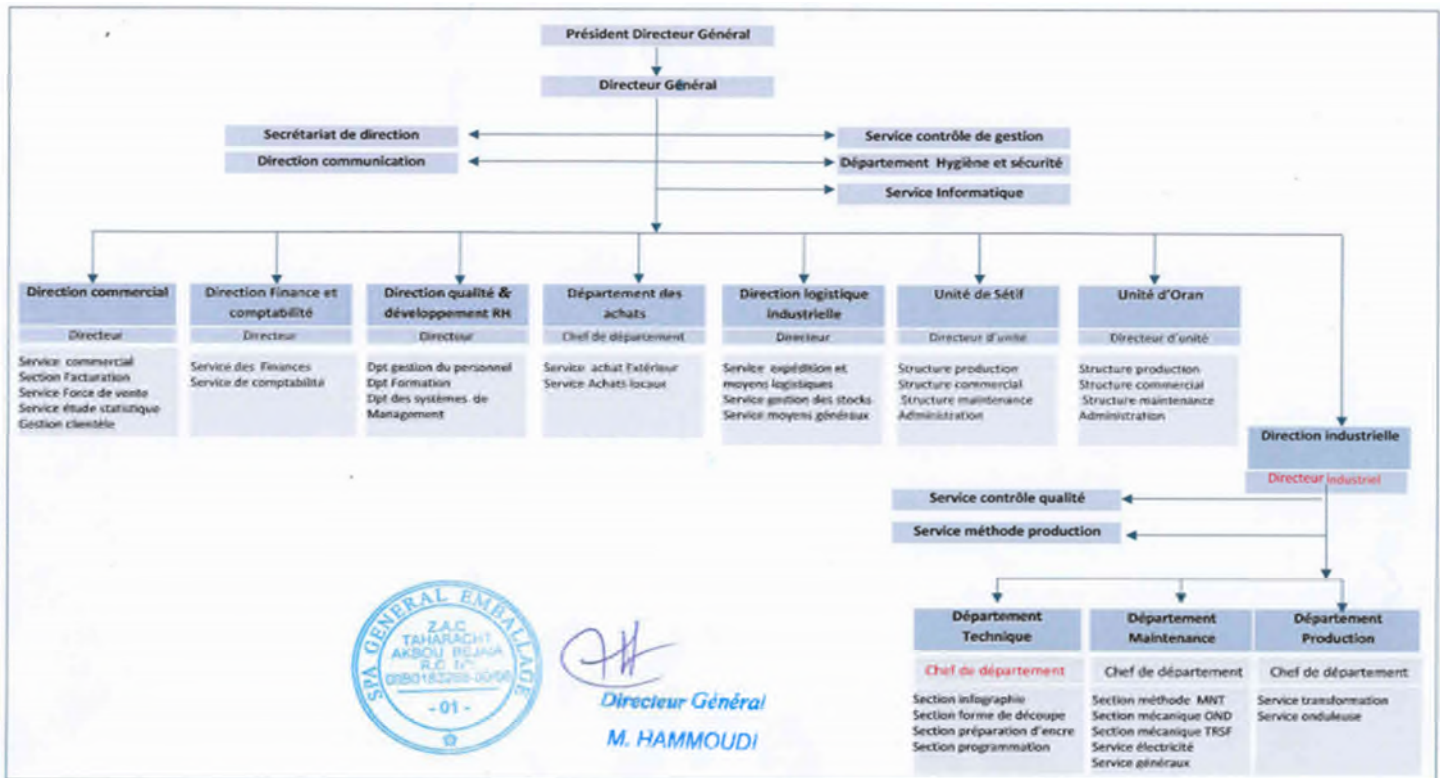 Président Directeur Général
Directeur Général
Secrétariat de direction
Service contrôle de gestion
Direction communication
Département Hygiène et sécurité
Service Informatique
Direction commercial
Directeur
Service commercial
Section Facturation
Service Force de vente
Service étude statistique
Gestion clientèle
Direction Finance et
comptabilité
Directeur
Service des Finances
Service de comptabilité
Direction qualité &
développement RH
Directeur
Dpt gestion du personnel
Dpt Formation
Dpt des systèmes de
Management
Département des
achats
Chef de département
Service achat Extérieur
Service Achats locaux
Direction logistique
industrielle
Directeur
Service expédition et
moyens logistiques
Service gestion des stocks
Service moyens généraux
Unité de Sétif
Directeur d'unité
Structure production
Structure commercial
Structure maintenance
Administration
Unité d'Oran
Directeur d'unité
Structure production
Structure commercial
Structure maintenance
Administration
Direction industrielle
Directeur industriel
Service contrôle qualité
Service méthode production
Département
Technique
Chef de département
Section infographie
Section forme de découpe
Section préparation d'encre
Section programmation
Département
Maintenance
Chef de département
Section méthode MNT
Section mécanique OND
Section mécanique TRSF
Service électricité
Service généraux
Département
Production
Chef de département
Service transformation
Service onduleuse
SPA GENERAL EMBALLAGE
Z.A.C
TAHARACHT
AKBOU BEJAIA
R.C
- 01 -
Directeur Général
M. HAMMOUDI